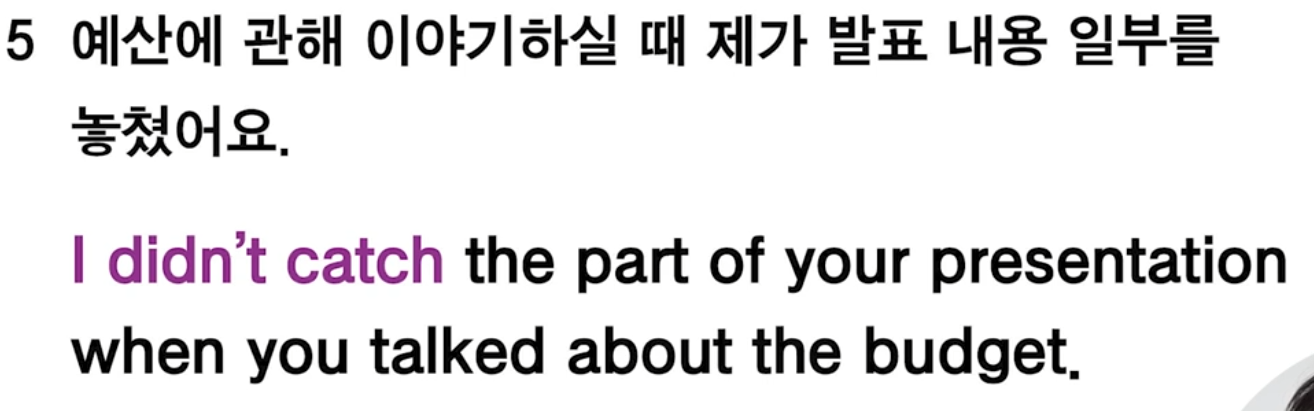 5 예산에 관해 이야기하실 때 제가 발표 내용 일부를
놓쳤어요.
I didn't catch the part of your presentation
when you talked about the budget.